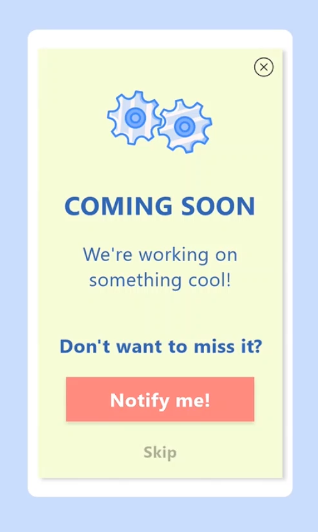 COMING SOON
We're working on
something cool!
Don't want to miss it?
Notify me!
Skip